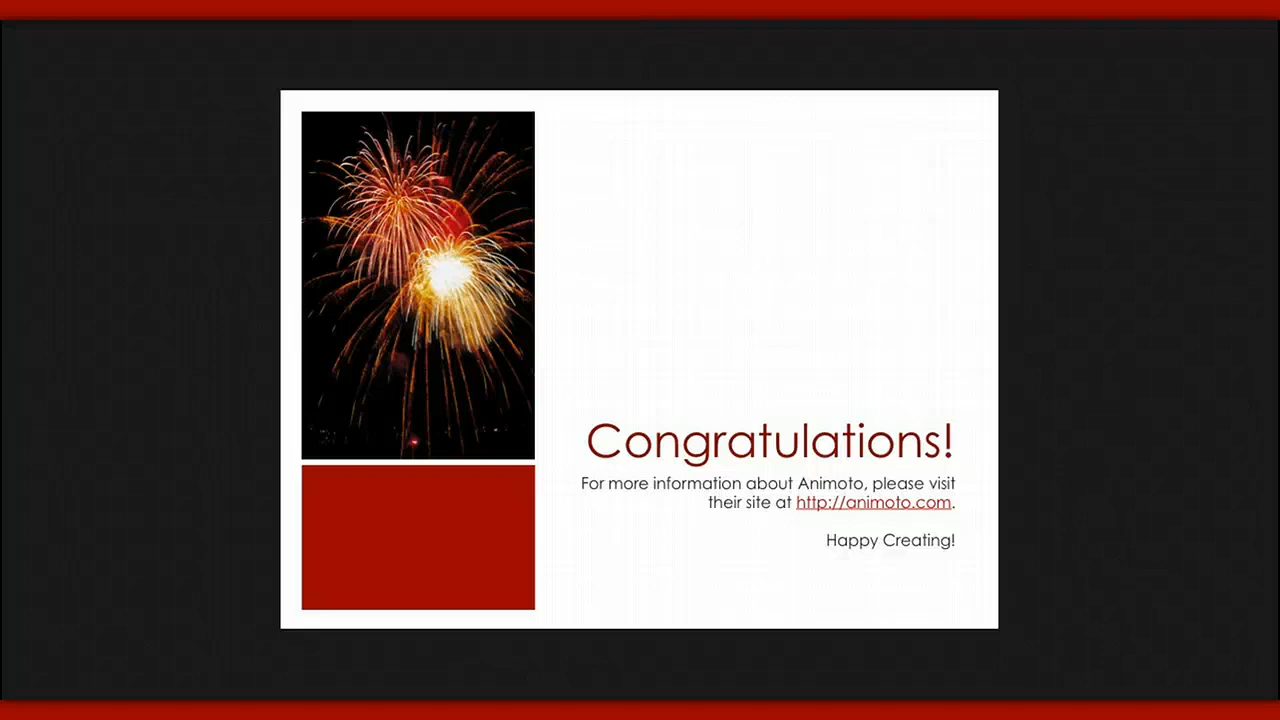 Congratulations!
For more information about Animoto, please visit
their site at http://animoto.com.
Happy Creating!